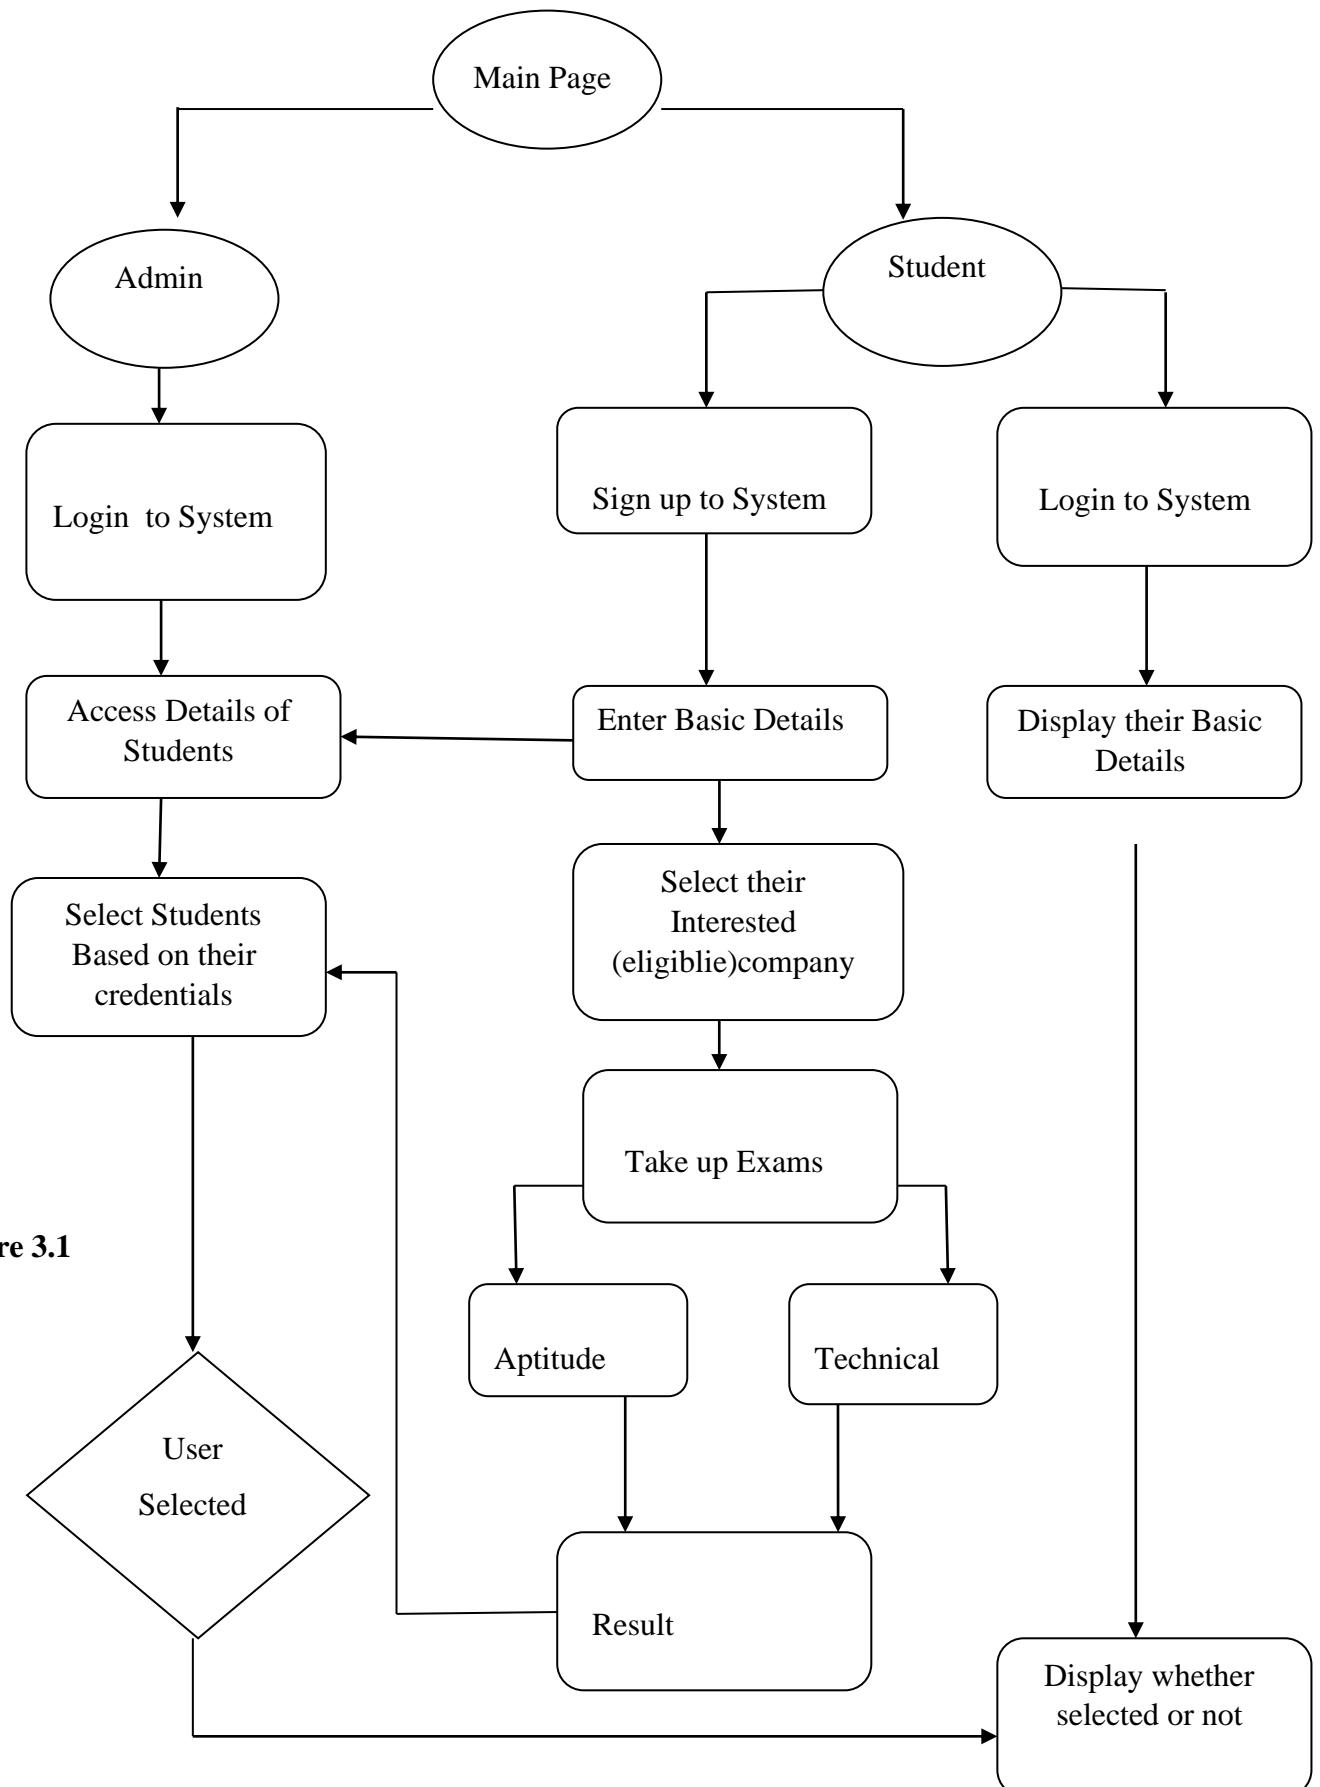 Main Page
Admin
Student
Login  to System
Sign up to System
Login to System
Access Details of
Students
Enter Basic Details
Display their Basic
Details
Select Students
Based on their
credentials
Select their
Interested
(eligiblie)company
Take up Exams
re 3.1
Aptitude
Technical
User
Selected
Result
Display whether
selected or not